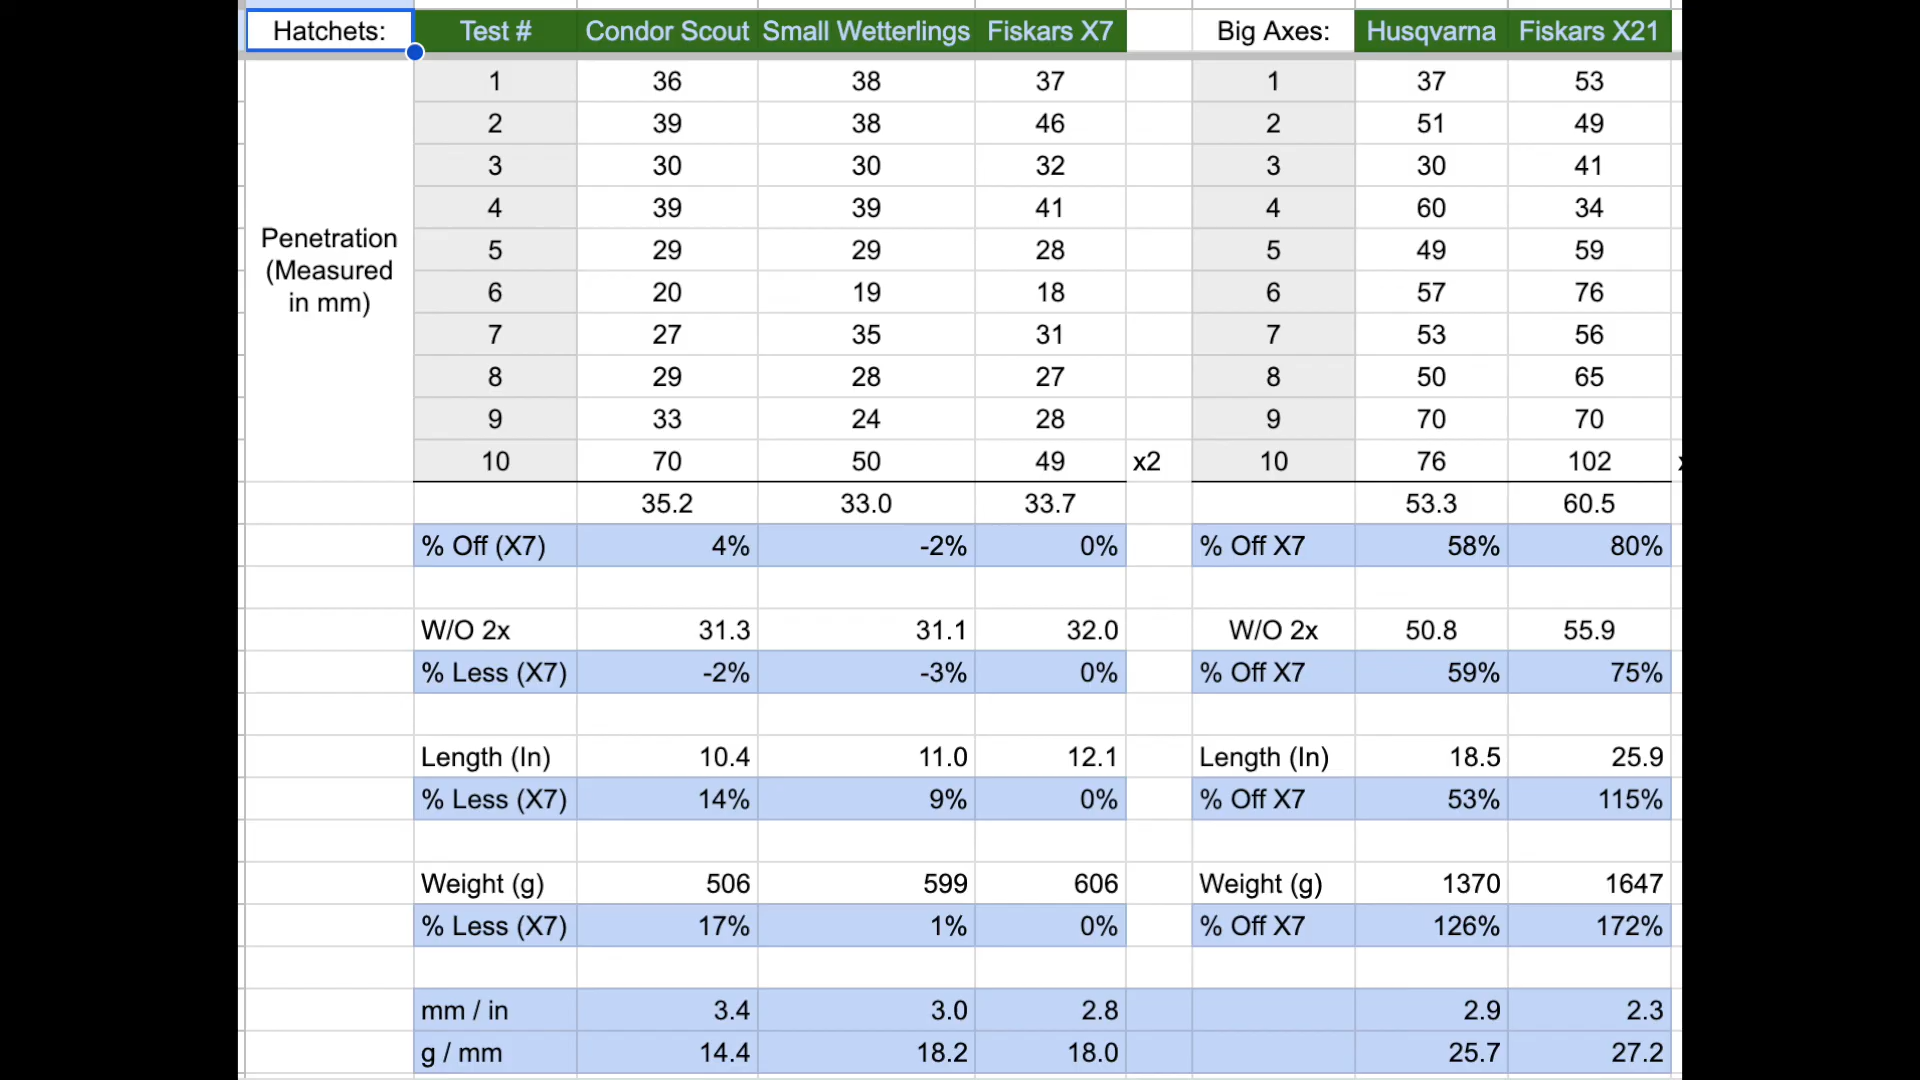 Hatchets: Test # Condor Scout Small Wetterlings Fiskars X7 Big Axes: Husqvarna Fiskars X21
1 36 38 37 1 37 53
2 39 38 46 2 51 49
3 30 30 32 3 30 41
4 39 39 41 4 60 34
Penetration
(Measured
in mm)
5 29 29 28 5 49 59
6 20 19 18 6 57 76
7 27 35 31 7 53 56
8 29 28 27 8 50 65
9 33 24 28 9 70 70
10 70 50 49 x2 10 76 102
35.2 33.0 33.7 53.3 60.5
% Off (X7) 4% -2% 0% % Off X7 58% 80%
W/O 2x 31.3 31.1 32.0 W/O 2x 50.8 55.9
% Less (X7) -2% -3% 0% % Off X7 59% 75%
Length (In) 10.4 11.0 12.1 Length (In) 18.5 25.9
% Less (X7) 14% 9% 0% % Off X7 53% 115%
Weight (g) 506 599 606 Weight (g) 1370 1647
% Less (X7) 17% 1% 0% % Off X7 126% 172%
mm / in 3.4 3.0 2.8 2.9 2.3
g / mm 14.4 18.2 18.0 25.7 27.2